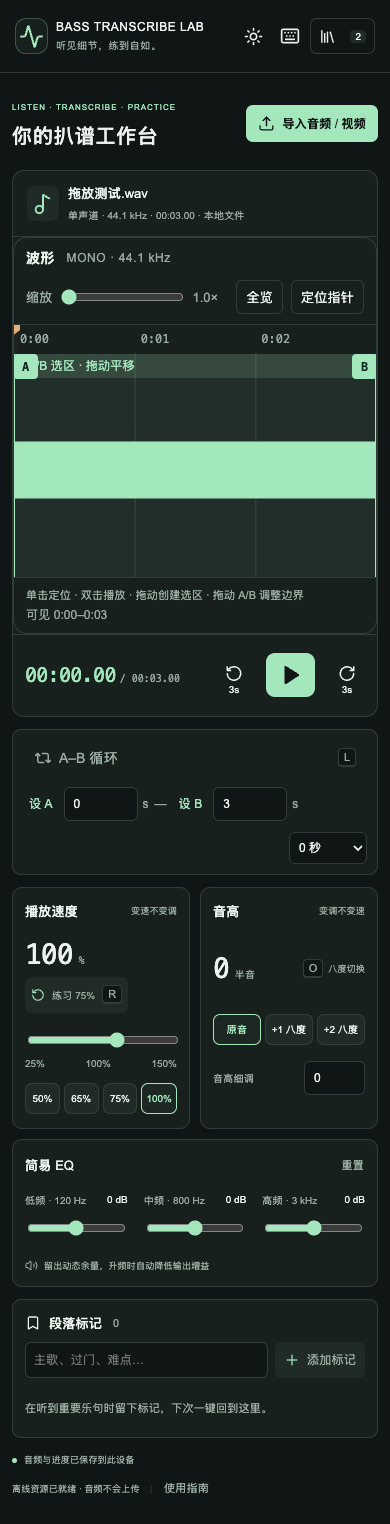 BASS TRANSCRIBE LAB
听见细节，练到自如。
2
LISTEN · TRANSCRIBE · PRACTICE
你的扒谱工作台
导入音频 / 视频
拖放测试.wav
单声道 · 44.1 kHz · 00:03.00 · 本地文件
波形 MONO · 44.1 kHz
缩放 1.0× 全览 定位指针
0:00 0:01 0:02
A /B 选区 · 拖动平移 B
单击定位 · 双击播放 · 拖动创建选区 · 拖动 A/B 调整边界
可见 0:00–0:03
00:00.00 / 00:03.00
3s 3s
A–B 循环 L
设 A 0 s — 设 B 3 s
0 秒
播放速度 变速不变调
100 %
练习 75% R
25% 100% 150%
50% 65% 75% 100%
音高 变调不变速
0 半音 O 八度切换
原音 +1 八度 +2 八度
音高细调 0
简易 EQ 重置
低频 · 120 Hz 0 dB 中频 · 800 Hz 0 dB 高频 · 3 kHz 0 dB
留出动态余量，升频时自动降低输出增益
段落标记 0
主歌、过门、难点… 添加标记
在听到重要乐句时留下标记，下次一键回到这里。
音频与进度已保存到此设备
离线资源已就绪 · 音频不会上传 | 使用指南